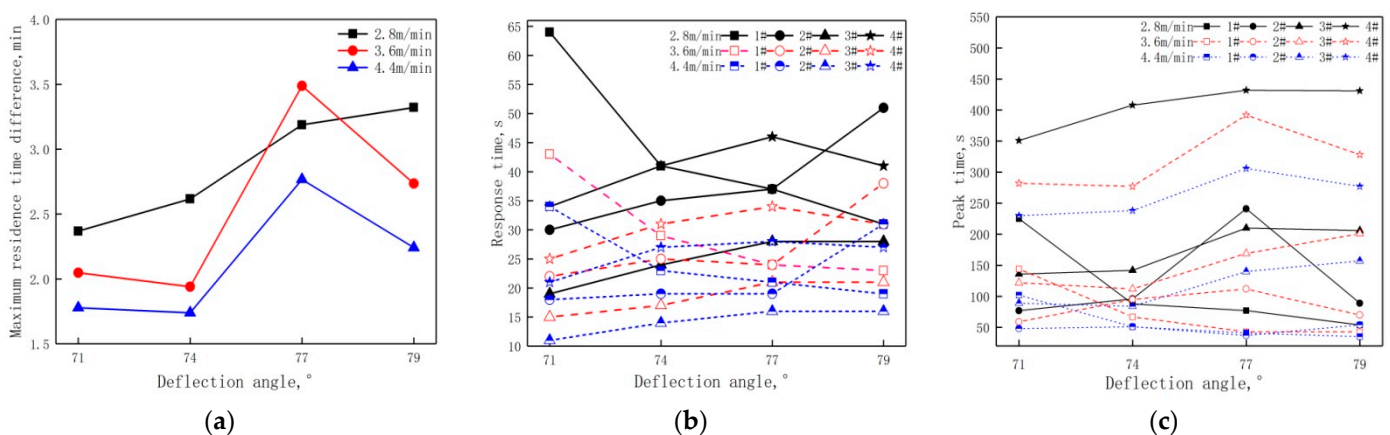 Maximum residence time difference, min
4.0
3.5
3.0
2.5
2.0
1.5
2.8m/min
3.6m/min
4.4m/min
71 74 77 79
Deflection angle,°
(a)
Response time,s
65
60
55
50
45
40
35
30
25
20
15
10
2.8m/min 1# 2# 3# 4#
3.6m/min 1# 2# 3# 4#
4.4m/min 1# 2# 3# 4#
71 74 77 79
Deflection angle,°
(b)
Peak time,s
550
500
450
400
350
300
250
200
150
100
50
2.8m/min 1# 2# 3# 4#
3.6m/min 1# 2# 3# 4#
4.4m/min 1# 2# 3# 4#
71 74 77 79
Deflection angle,°
(c)